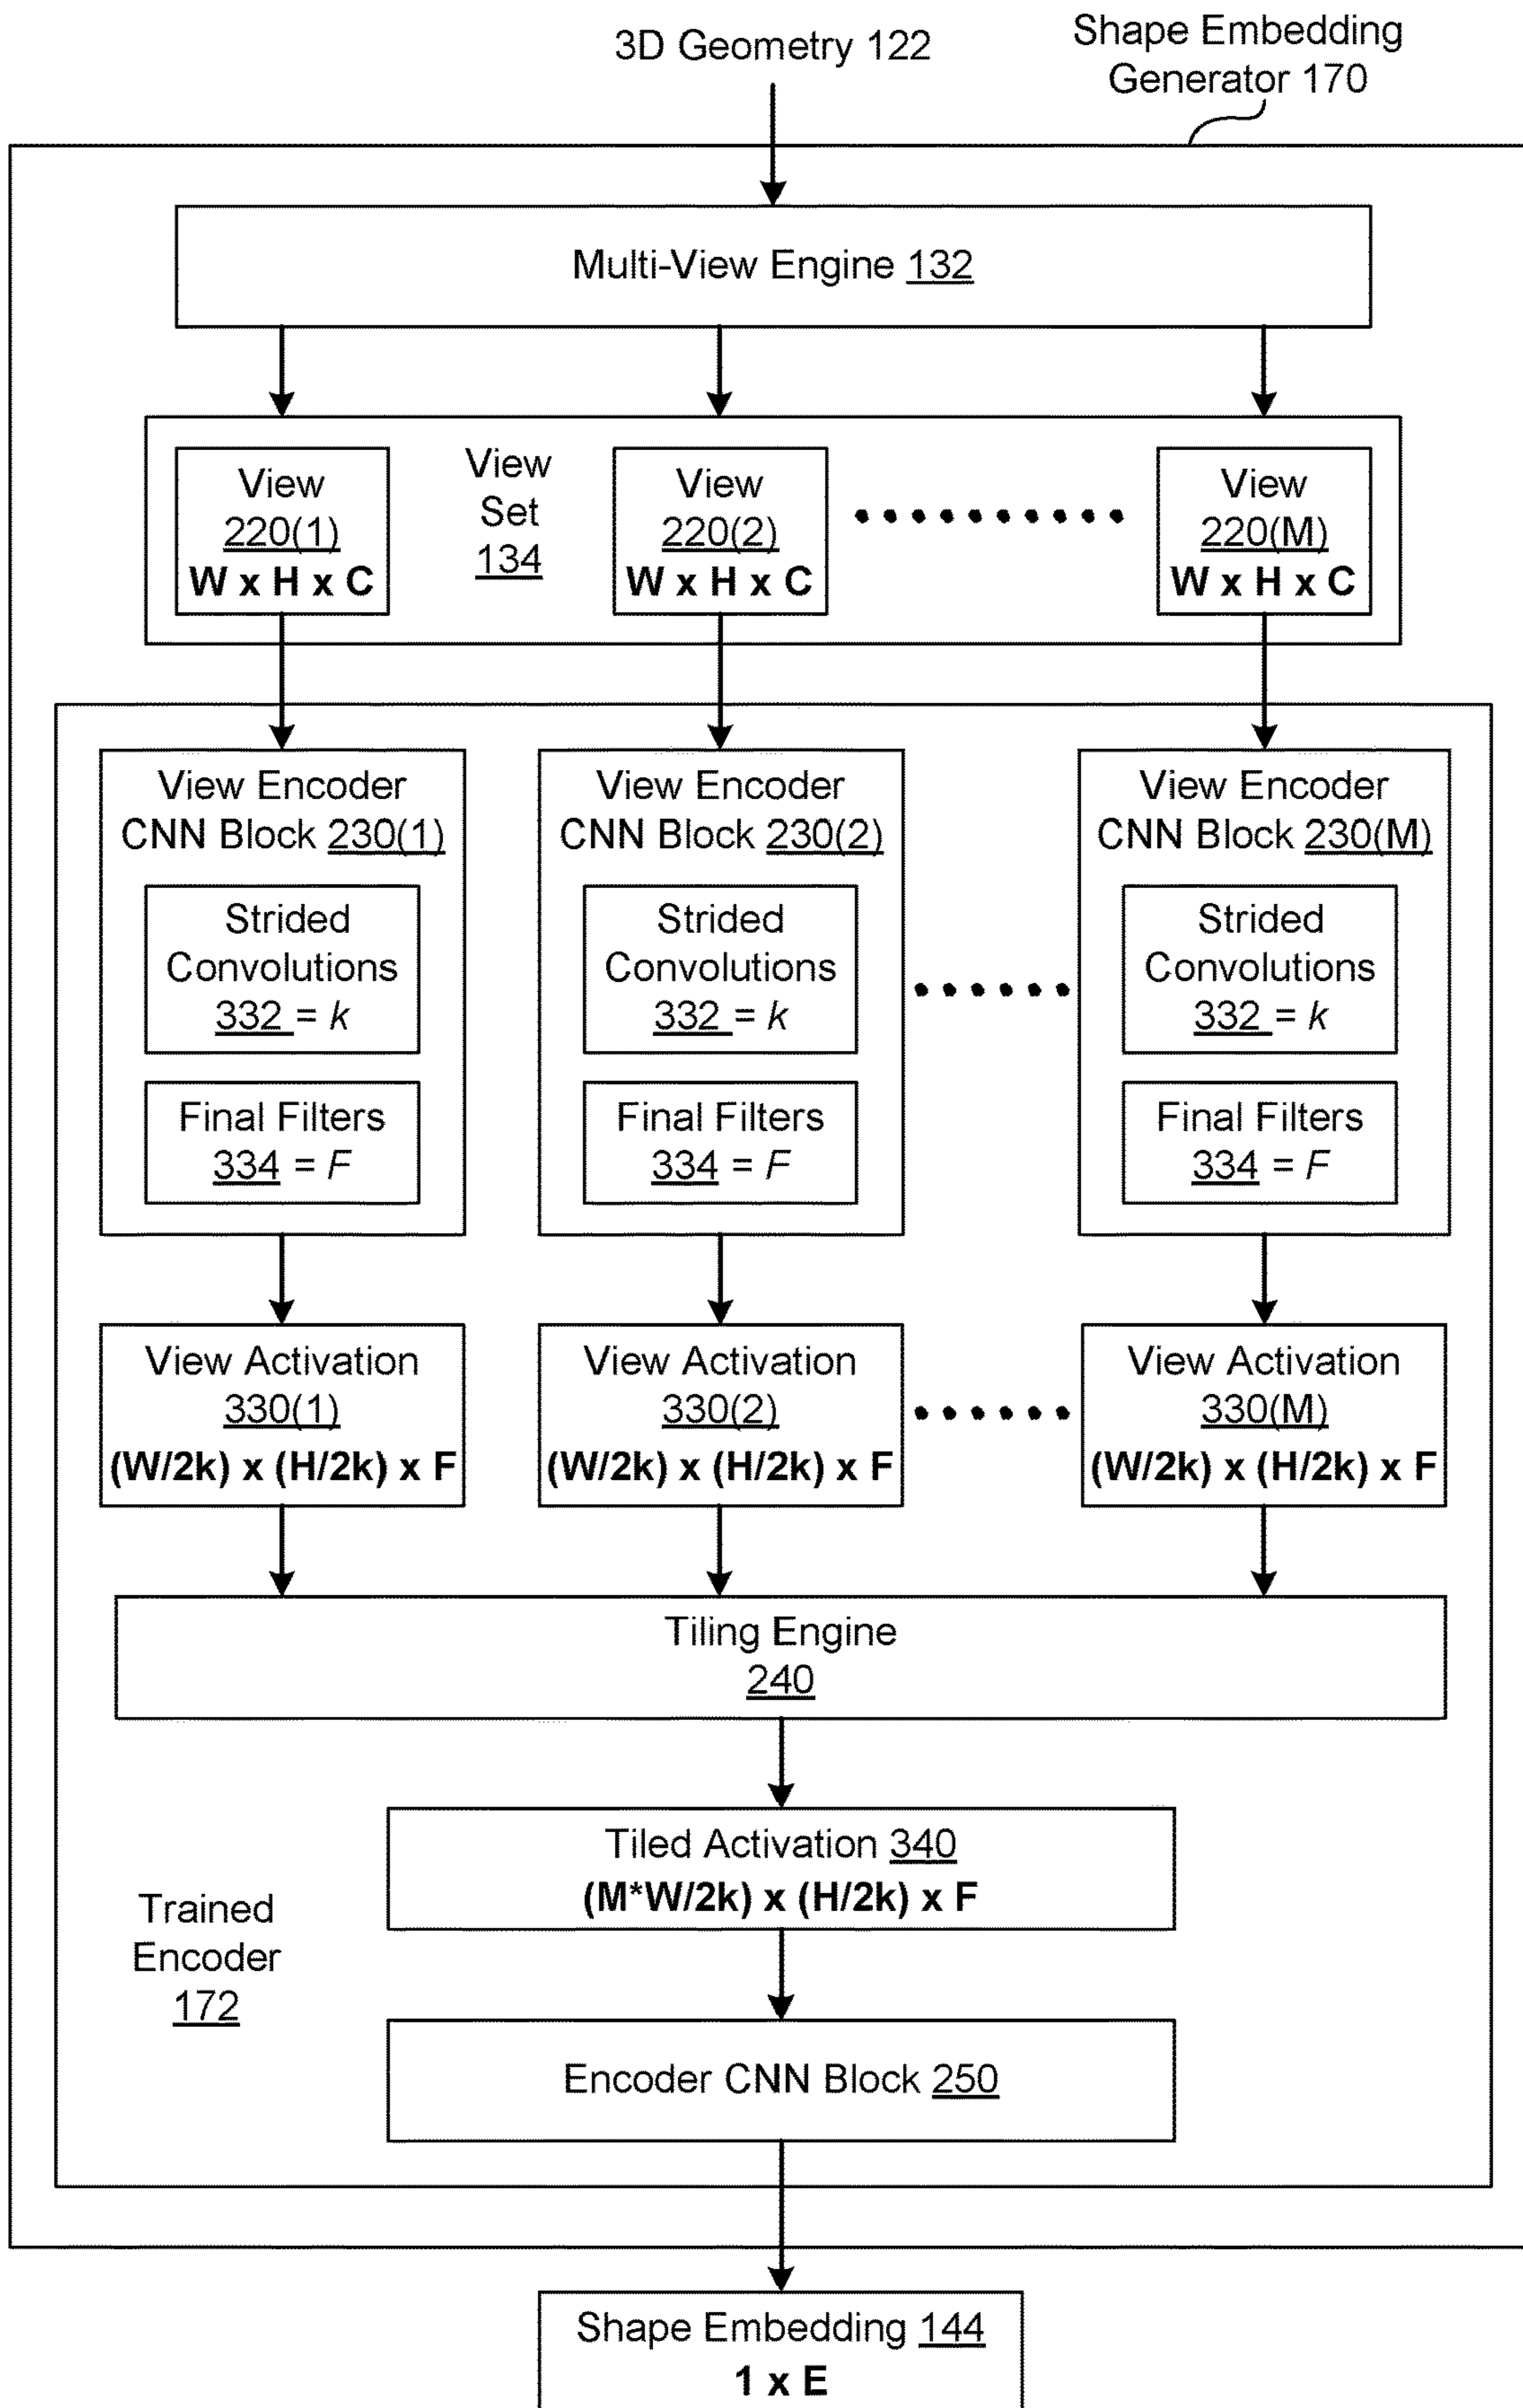 3D Geometry 122
Shape Embedding
Generator 170
Multi-View Engine 132
View
220(1)
W x H x C
View
Set
134
View
220(2)
W x H x C
View
220(M)
W x H x C
View Encoder
CNN Block 230(1)
Strided
Convolutions
332 = k
Final Filters
334 = F
View Encoder
CNN Block 230(2)
Strided
Convolutions
332 = k
Final Filters
334 = F
View Encoder
CNN Block 230(M)
Strided
Convolutions
332 = k
Final Filters
334 = F
View Activation
330(1)
(W/2k) x (H/2k) x F
View Activation
330(2)
(W/2k) x (H/2k) x F
View Activation
330(M)
(W/2k) x (H/2k) x F
Tiling Engine
240
Tiled Activation 340
(M*W/2k) x (H/2k) x F
Trained
Encoder
172
Encoder CNN Block 250
Shape Embedding 144
1 x E